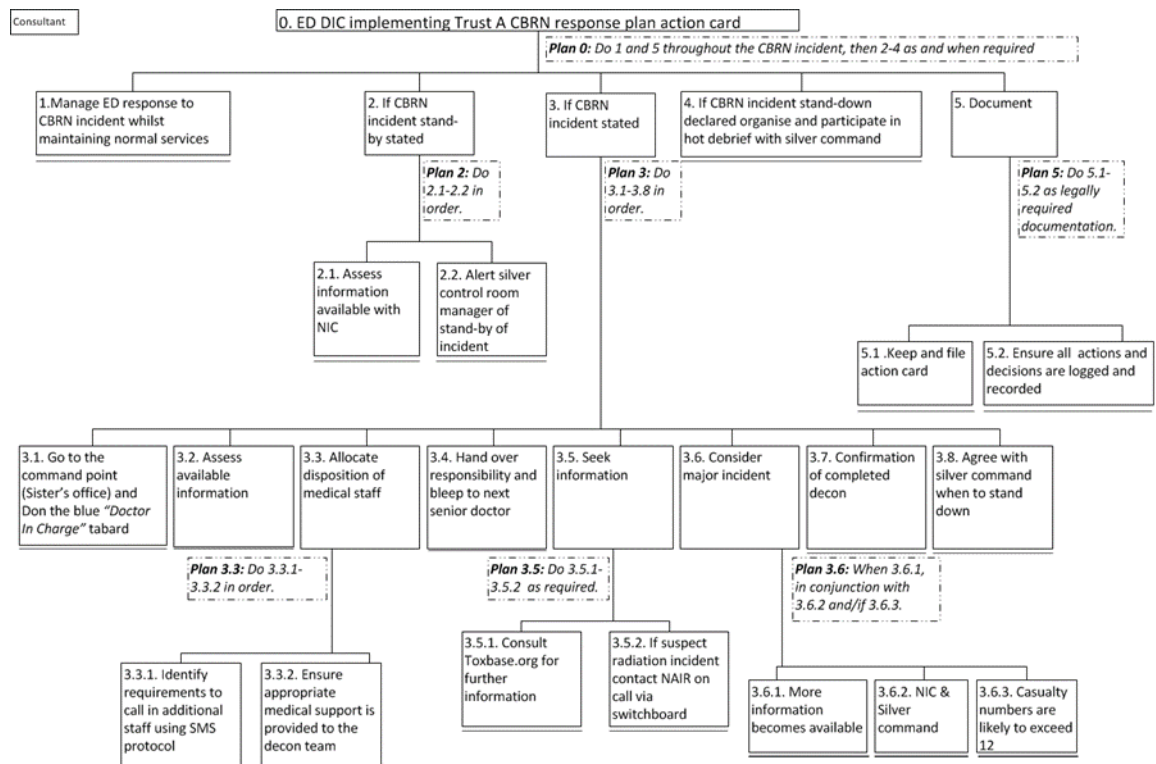 Consultant
0. ED DIC implementing Trust A CBRN response plan action card
Plan 0: Do 1 and 5 throughout the CBRN incident, then 2-4 as and when required
1.Manage ED response to
CBRN incident whilst
maintaining normal services
2. If CBRN
incident stand-
by stated
3. If CBRN
incident stated
4. If CBRN incident stand-down
declared organise and participate in
hot debrief with silver command
5. Document
Plan 2: Do
2.1-2.2 in
order.
Plan 3: Do
3.1-3.8 in
order.
Plan 5: Do 5.1-
5.2 as legally
required
documentation.
2.1. Assess
information
available with
NIC
2.2. Alert silver
control room
manager of
stand-by of
incident
5.1 .Keep and file
action card
5.2. Ensure all actions and
decisions are logged and
recorded
3.1. Go to the
command point
(Sister's office) and
Don the blue "Doctor
In Charge" tabard
3.2. Assess
available
information
3.3. Allocate
disposition of
medical staff
3.4. Hand over
responsibility and
bleep to next
senior doctor
3.5. Seek
information
3.6. Consider
major incident
3.7. Confirmation
of completed
decon
3.8. Agree with
silver command
when to stand
down
Plan 3.3: Do 3.3.1-
3.3.2 in order.
Plan 3.5: Do 3.5.1-
3.5.2 as required.
Plan 3.6: When 3.6.1,
in conjunction with
3.6.2 and/if 3.6.3.
3.3.1. Identify
requirements to
call in additional
staff using SMS
protocol
3.3.2. Ensure
appropriate
medical support is
provided to the
decon team
3.5.1. Consult
Toxbase.org for
further
information
3.5.2. If suspect
radiation incident
contact NAIR on
call via
switchboard
3.6.1. More
information
becomes available
3.6.2. NIC &
Silver
command
3.6.3. Casualty
numbers are
likely to exceed
12